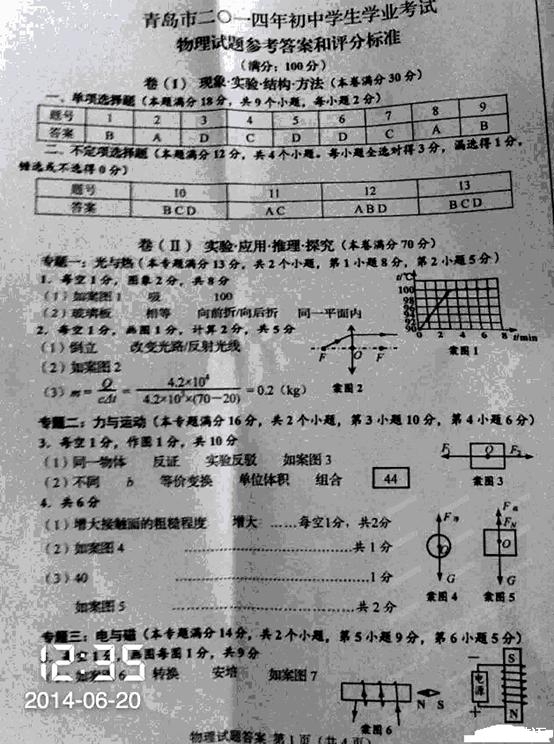 青岛市二〇一四年初中学生学业考试
物理试题参考答案和评分标准
(满分:100分)
卷(Ⅰ) 现象·实验·结构·方法(本卷满分30分)
一、单项选择题(本题满分18分,共9个小题,每小题2分)
题号 1 2 3 4 5 6 7 8 9
答案 B A D C D D C A B
二、不定项选择题(本题满分12分,共4个小题。每小题全选对得3分,漏选得1分,
错选或不选得0分)
题号 10 11 12 13
答案 BCD AC ABD BCD
卷(Ⅱ) 实验·应用·推理·探究(本卷满分70分)
专题一:光与热(本专题满分13分,共2个小题,第1小题8分,第2小题5分)
1.每空1分,图象2分,共8分
(1)如案图1 吸 100
(2)玻璃板 相等 向前折/向后折 同一平面内
t/℃
100
0 2 4 6 8 t/min
案图1
2.每空1分,画图1分,计算2分,共5分
(1)倒立 改变光路/反射光线
(2)如案图2
F O F
案图2
(3) m = Q/cΔt = 4.2×10⁴/4.2×10³×(70−20) = 0.2(kg)
专题二:力与运动(本专题满分16分,共2个小题,第3小题10分,第4小题6分)
3.每空1分,作图1分,共10分
(1)同一物体 反证 实验反驳 如案图3
(2)不同 b 等价变换 单位体积 组合 44
案图3
4.共6分
(1)增大接触面的粗糙程度 增大 ……每空1分,共2分
(2)如案图4 ……共1分
(3)40 ……1分
如案图5 ……共2分
G
案图4
FN
O
G
案图5
专题三:电与磁(本专题满分14分,共2个小题,第5小题9分,第6小题5分)
空1分,画图每图1分,共9分
如案图6 转换 安培 如案图7
N S
案图6
电源
S
N
12:35
2014-06-20
物理试题答案 第1页(共4页)